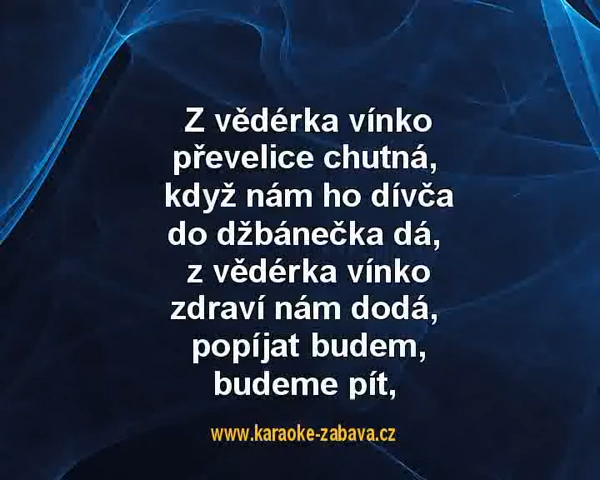 Z vědérka vínko
převelice chutná,
když nám ho dívča
do džbánečka dá,
z vědérka vínko
zdraví nám dodá,
popíjat budem,
budeme pít,
www.karaoke-zabava.cz